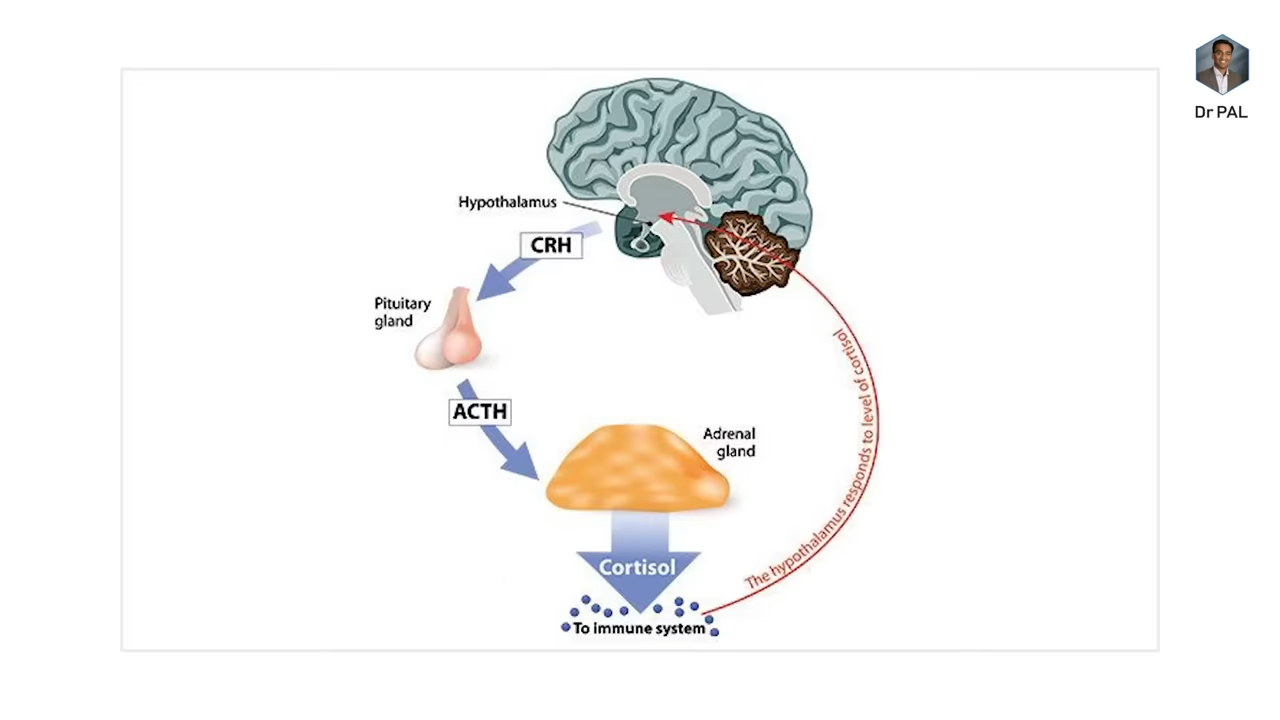 Dr PAL
Hypothalamus
CRH
Pituitary
gland
ACTH
Adrenal
gland
Cortisol
To immune system
The hypothalamus responds to level of cortisol